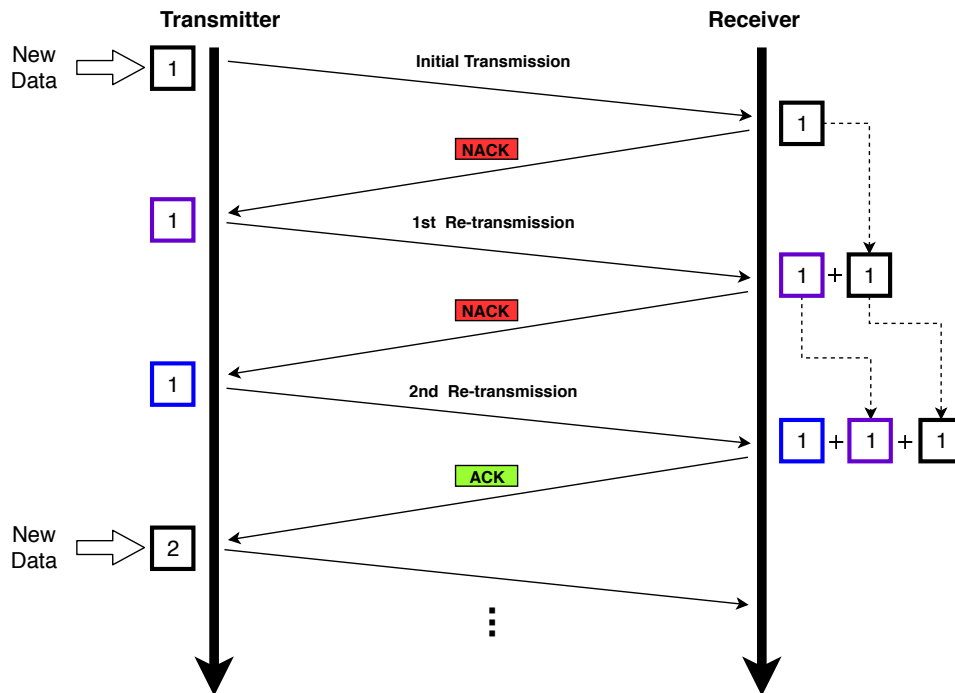 Transmitter
Receiver
New
Data
1
Initial Transmission
1
NACK
1
1st Re-transmission
1 + 1
NACK
1
2nd Re-transmission
1 + 1 + 1
ACK
New
Data
2